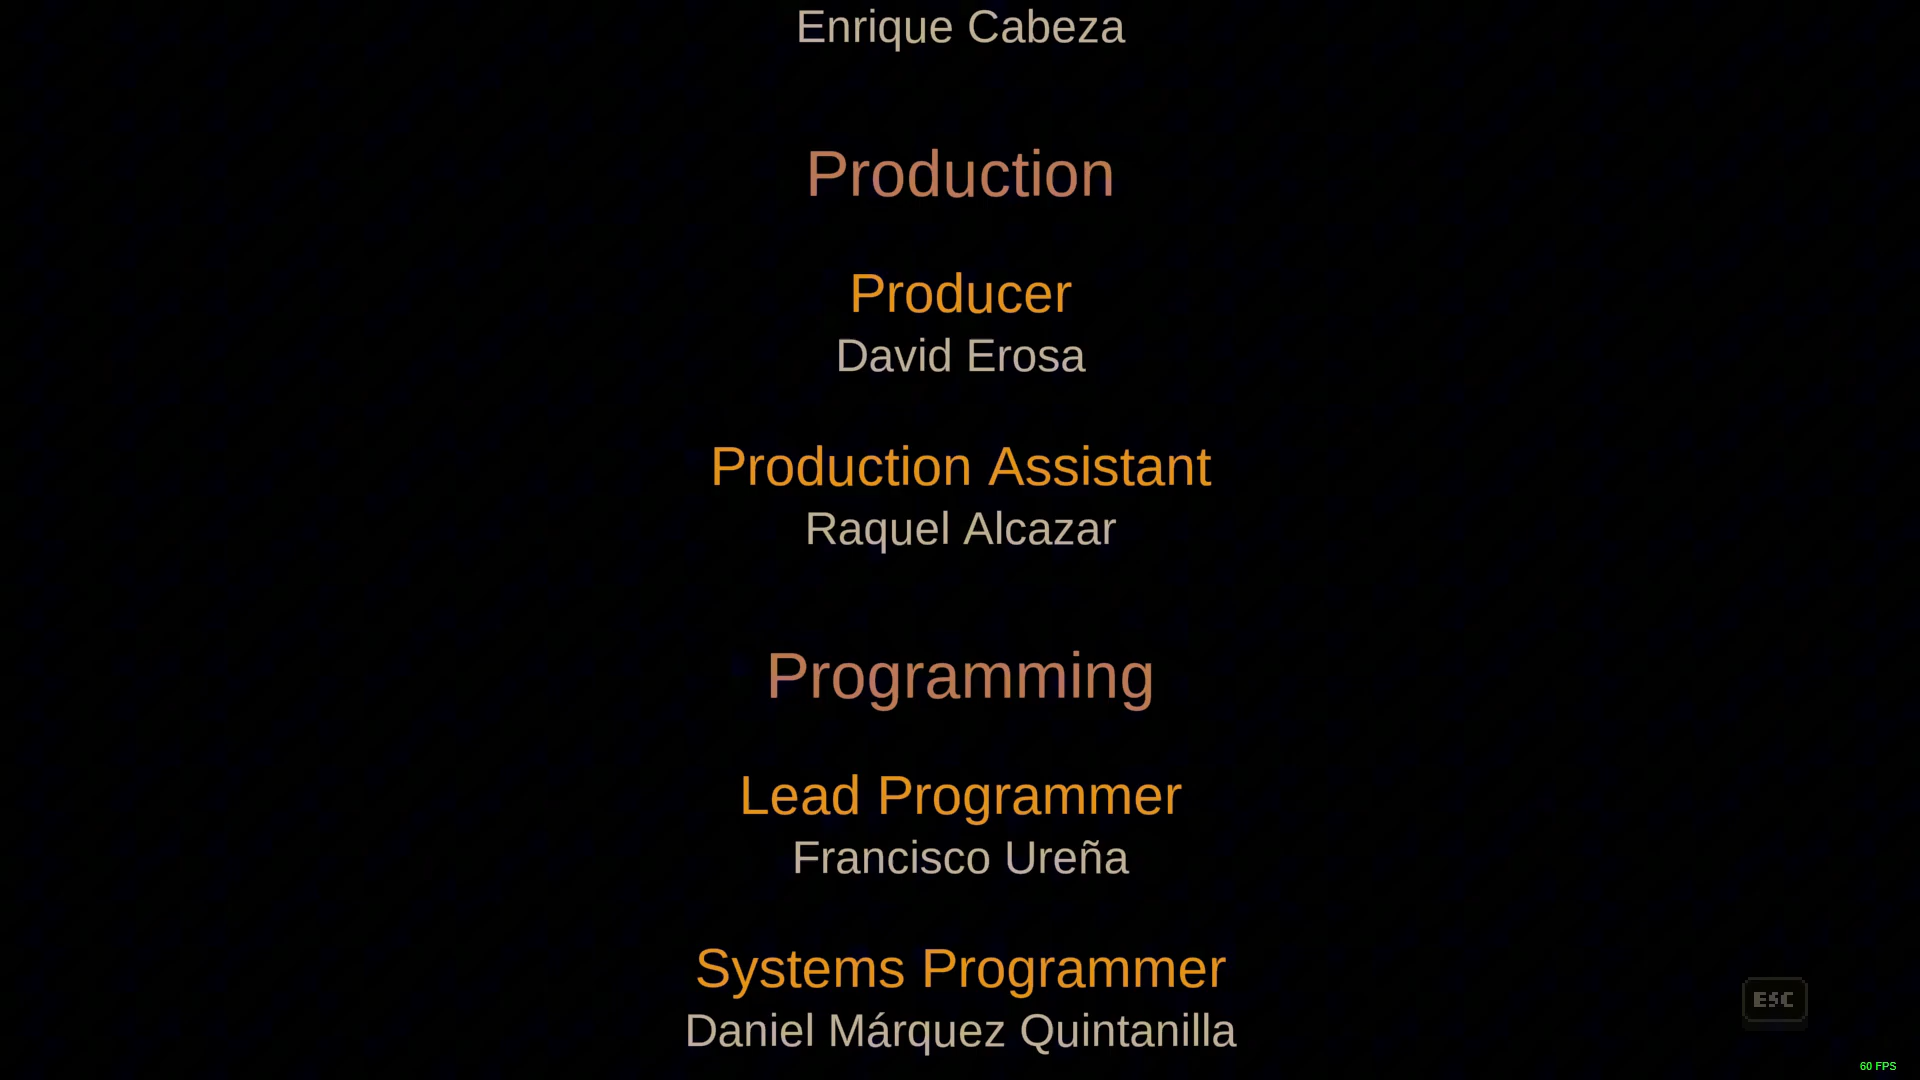 Enrique Cabeza
Production
Producer
David Erosa
Production Assistant
Raquel Alcazar
Programming
Lead Programmer
Francisco Ureña
Systems Programmer
Daniel Márquez Quintanilla
ESC
60 FPS